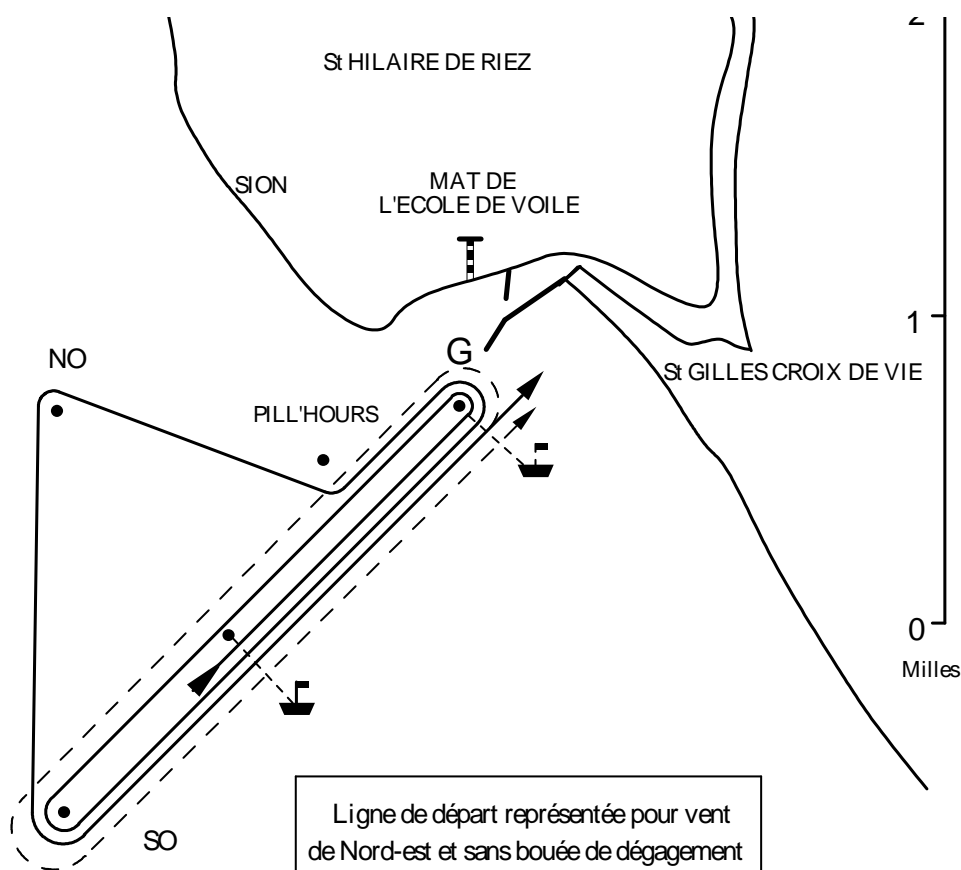 2
St HILAIRE DE RIEZ
SION
MAT DE
L'ECOLE DE VOILE
1
NO
G
St GILLES CROIX DE VIE
PILL'HOURS
0
Milles
SO
Ligne de départ représentée pour vent
de Nord-est et sans bouée de dégagement